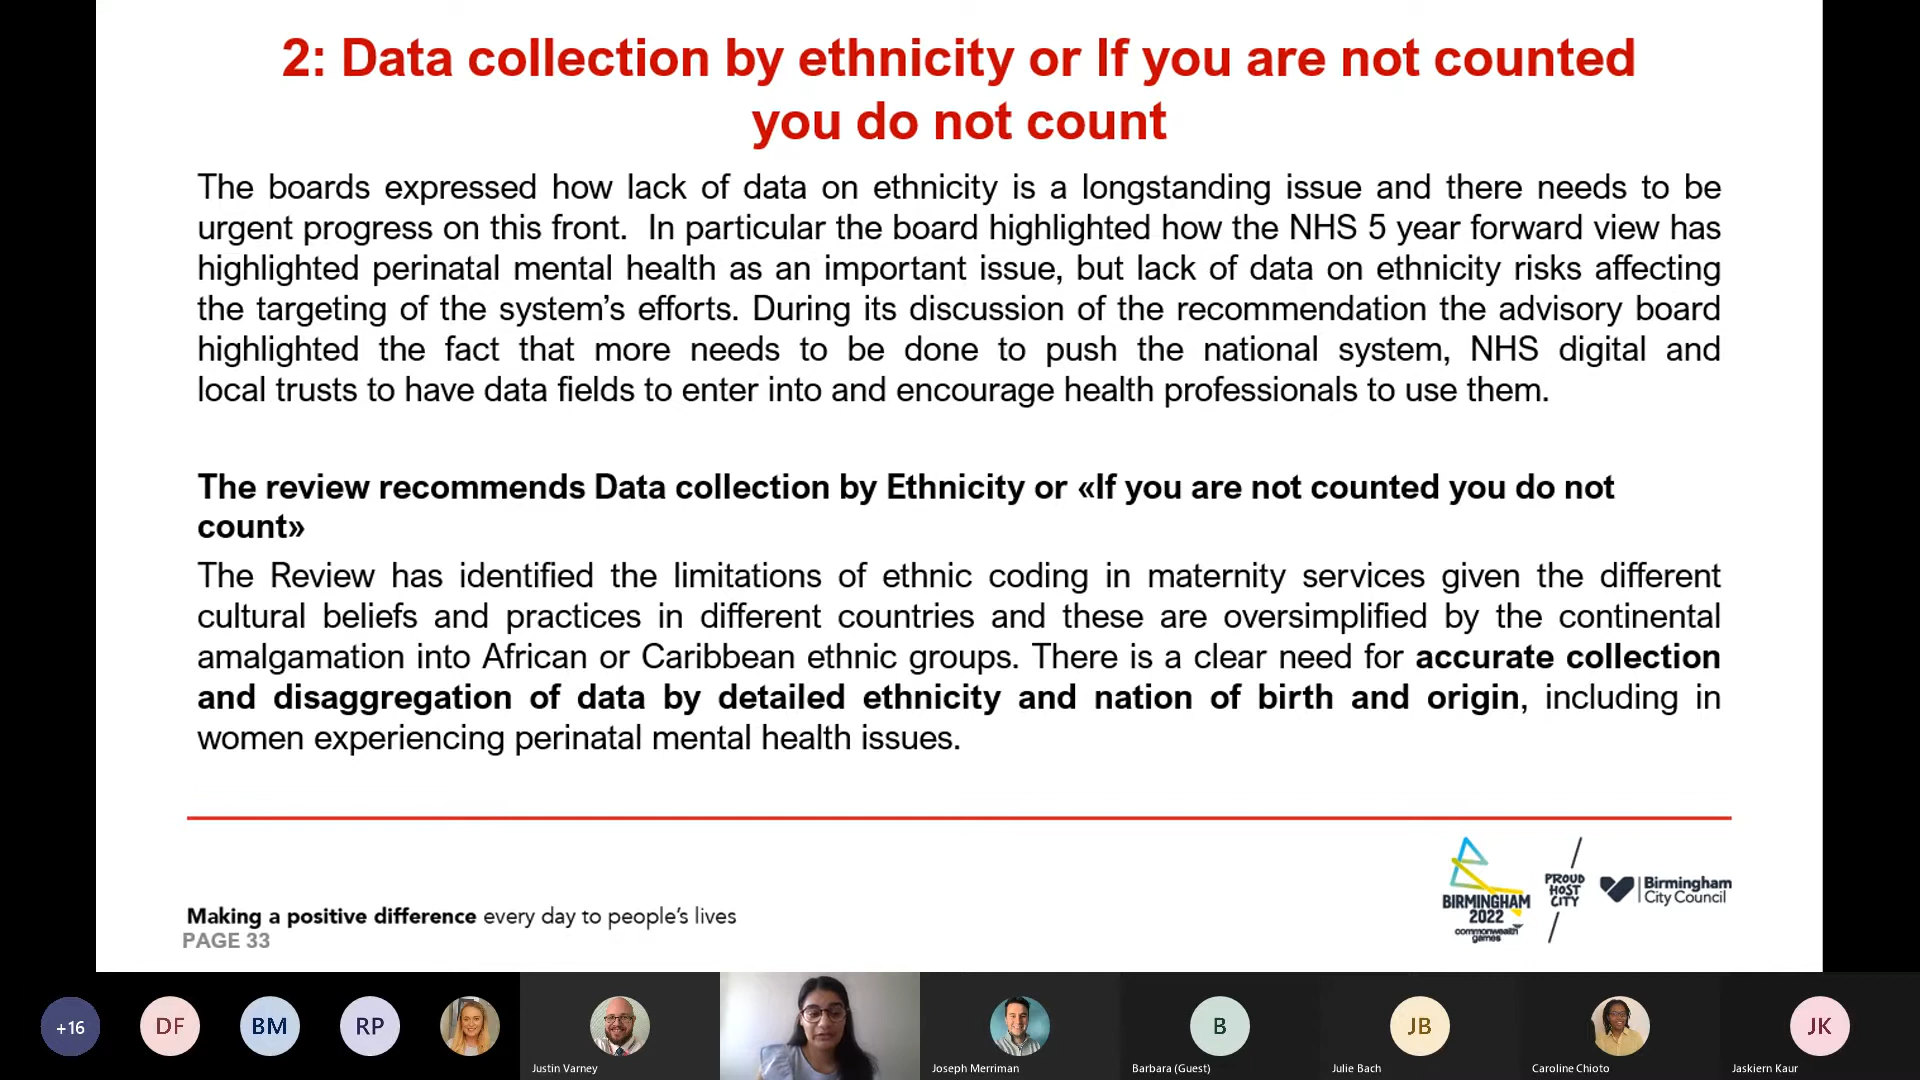 2: Data collection by ethnicity or If you are not counted
you do not count
The boards expressed how lack of data on ethnicity is a longstanding issue and there needs to be
urgent progress on this front.  In particular the board highlighted how the NHS 5 year forward view has
highlighted perinatal mental health as an important issue, but lack of data on ethnicity risks affecting
the targeting of the system’s efforts. During its discussion of the recommendation the advisory board
highlighted the fact that more needs to be done to push the national system, NHS digital and
local trusts to have data fields to enter into and encourage health professionals to use them.
The review recommends Data collection by Ethnicity or «If you are not counted you do not
count»
The Review has identified the limitations of ethnic coding in maternity services given the different
cultural beliefs and practices in different countries and these are oversimplified by the continental
amalgamation into African or Caribbean ethnic groups. There is a clear need for accurate collection
and disaggregation of data by detailed ethnicity and nation of birth and origin, including in
women experiencing perinatal mental health issues.
Making a positive difference every day to people’s lives
PAGE 33
BIRMINGHAM
2022
commonwealth
games
PROUD
HOST
CITY
Birmingham
City Council
+16
DF
BM
RP
B
JB
JK
Justin Varney
Joseph Merriman
Barbara (Guest)
Julie Bach
Caroline Chioto
Jaskiern Kaur